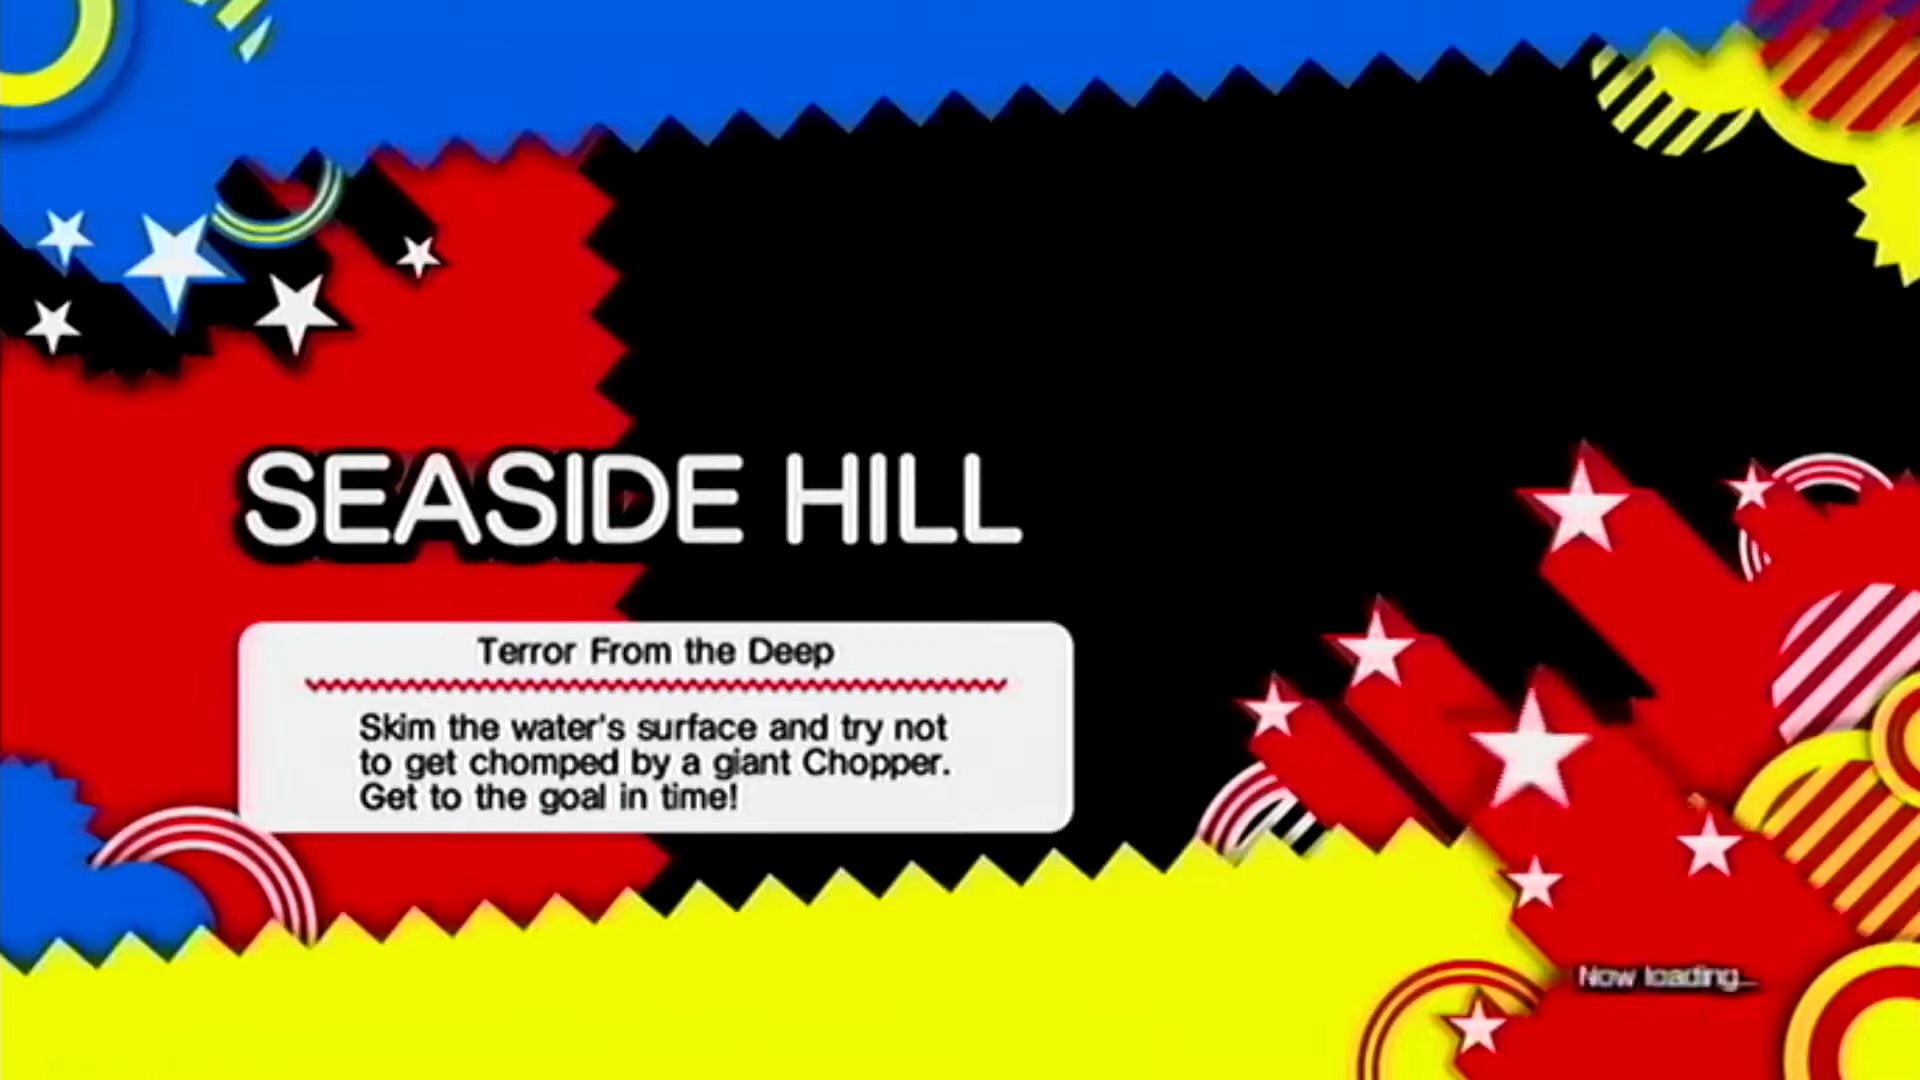 SEASIDE HILL
Terror From the Deep
Skim the water's surface and try not
to get chomped by a giant Chopper.
Get to the goal in time!
Now loading...